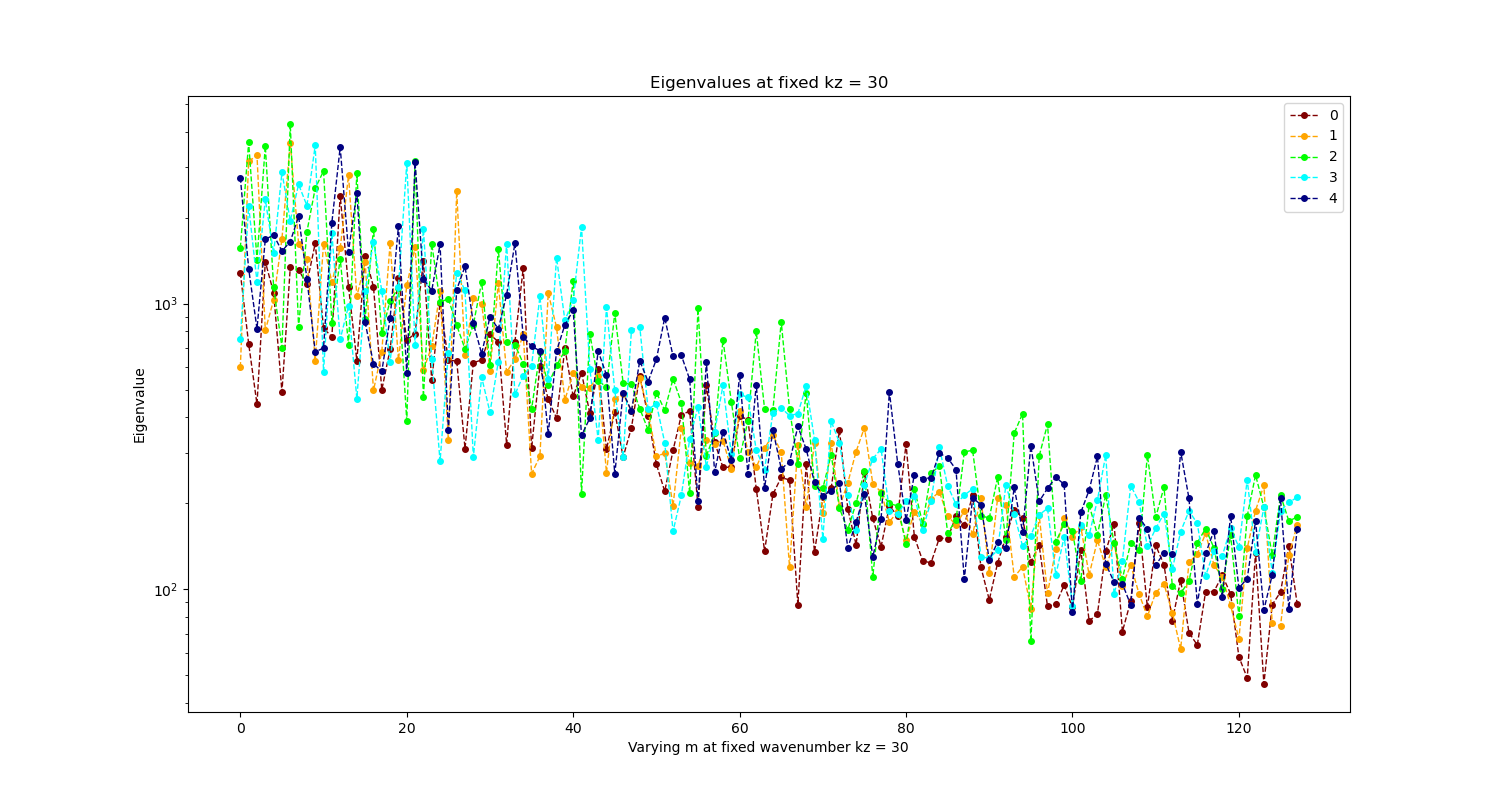 Eigenvalues at fixed kz = 30
0
1
2
3
4
Eigenvalue
10³
10²
0 20 40 60 80 100 120
Varying m at fixed wavenumber kz = 30